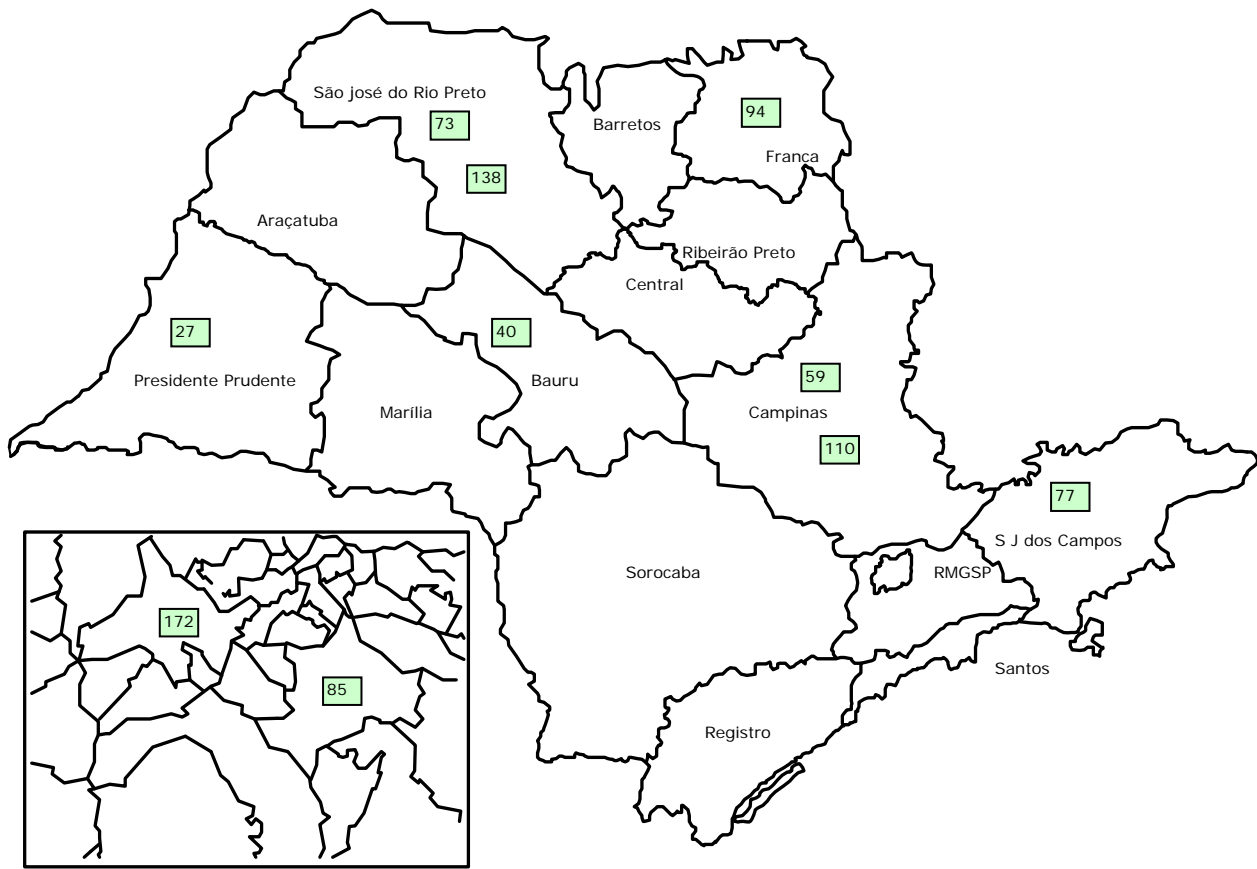 São josé do Rio Preto
73
138
Barretos
94
Franca
Araçatuba
Ribeirão Preto
Central
27
Presidente Prudente
40
Bauru
Marília
59
Campinas
110
77
S J dos Campos
Sorocaba
RMGSP
Santos
Registro
172
85